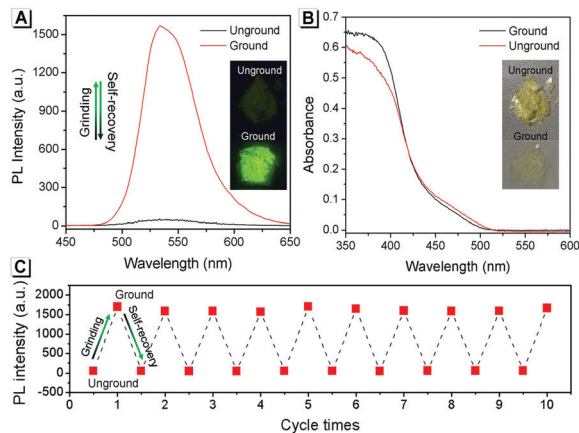 A
PL Intensity (a.u.)
1500
1200
900
600
300
0
450
500
550
600
650
Wavelength (nm)
Unground
Ground
Grinding
Self-recovery
Unground
Ground
B
Absorbance
0.7
0.6
0.5
0.4
0.3
0.2
0.1
0.0
350
400
450
500
550
600
Wavelength (nm)
Ground
Unground
Unground
Ground
C
PL intensity (a.u.)
2000
1500
1000
500
0
-500
0
1
2
3
4
5
6
7
8
9
10
Cycle times
Ground
Grinding
Self-recovery
Unground